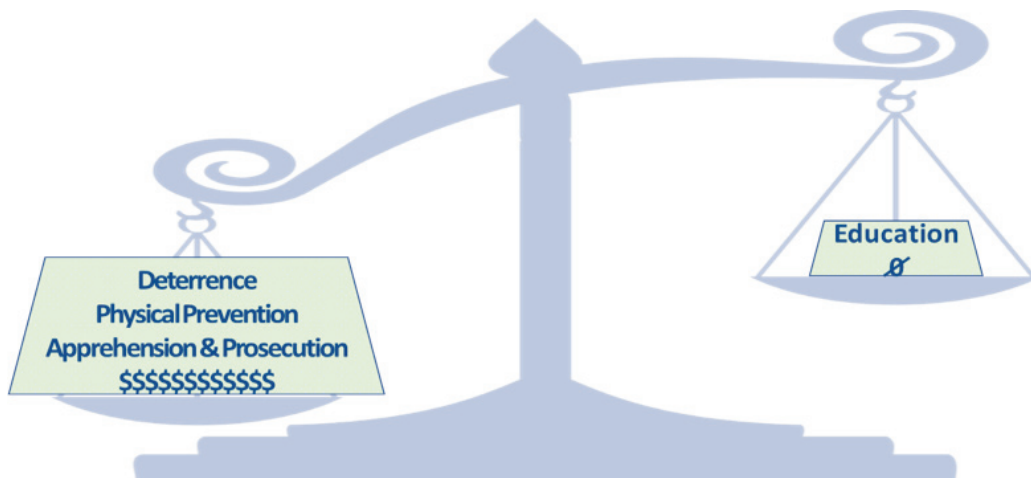 Deterrence
Physical Prevention
Apprehension & Prosecution
$$$$$$$$$$$$
Education
Ø